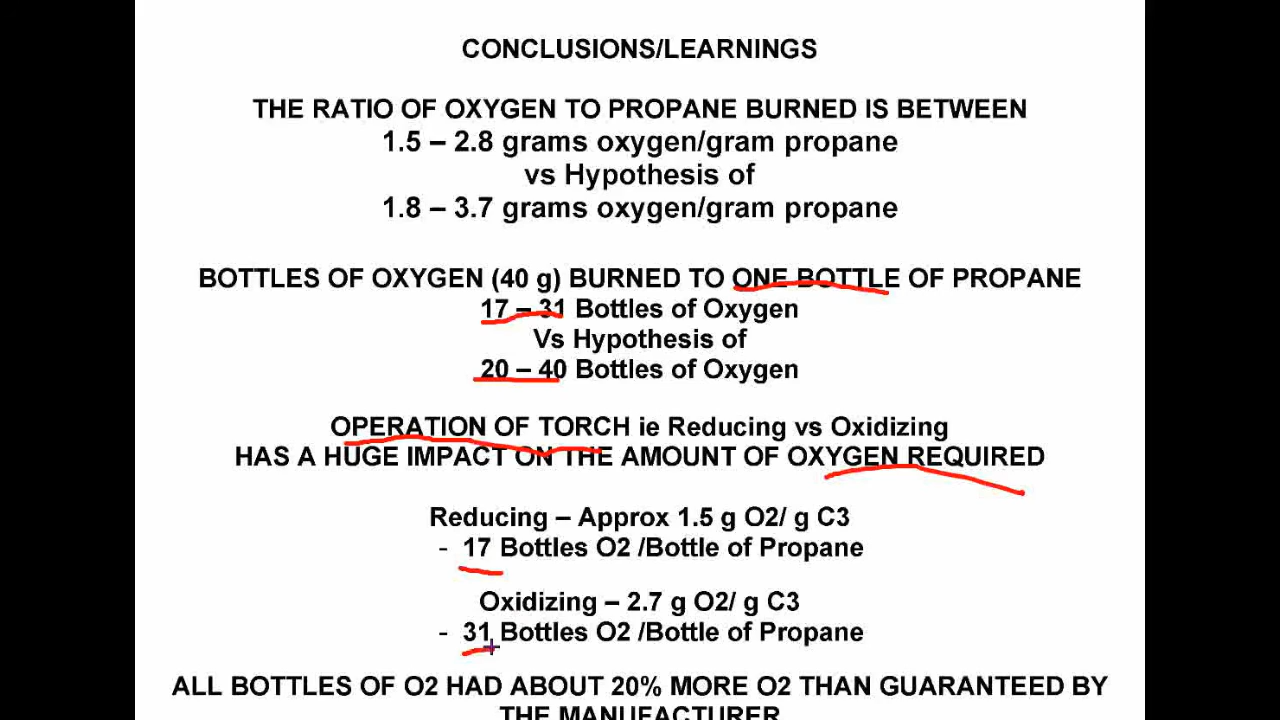 CONCLUSIONS/LEARNINGS
THE RATIO OF OXYGEN TO PROPANE BURNED IS BETWEEN
1.5 – 2.8 grams oxygen/gram propane
vs Hypothesis of
1.8 – 3.7 grams oxygen/gram propane
BOTTLES OF OXYGEN (40 g) BURNED TO ONE BOTTLE OF PROPANE
17 – 31 Bottles of Oxygen
Vs Hypothesis of
20 – 40 Bottles of Oxygen
OPERATION OF TORCH ie Reducing vs Oxidizing
HAS A HUGE IMPACT ON THE AMOUNT OF OXYGEN REQUIRED
Reducing – Approx 1.5 g O2/ g C3
- 17 Bottles O2 /Bottle of Propane
Oxidizing – 2.7 g O2/ g C3
- 31 Bottles O2 /Bottle of Propane
ALL BOTTLES OF O2 HAD ABOUT 20% MORE O2 THAN GUARANTEED BY
THE MANUFACTURER